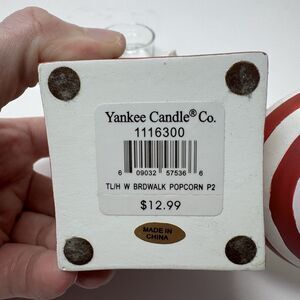 Yankee Candle® Co.
1116300
6 09032 57536 6
TL/H W BRDWALK POPCORN P2
$12.99
MADE IN
CHINA